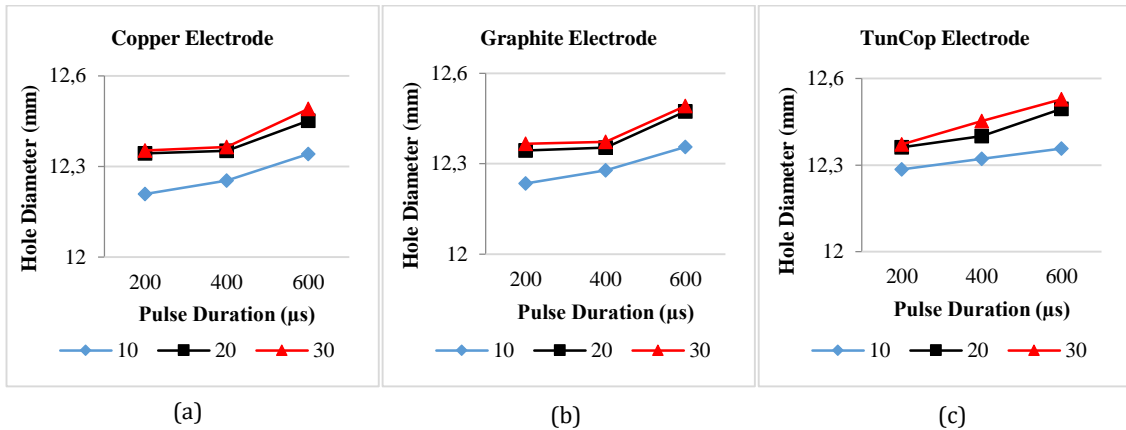 Copper Electrode
Hole Diameter (mm)
12,6
12,3
12
200 400 600
Pulse Duration (µs)
10 20 30
(a)
Graphite Electrode
Hole Diameter (mm)
12,6
12,3
12
200 400 600
Pulse Duration (µs)
10 20 30
(b)
TunCop Electrode
Hole Diameter (mm)
12,6
12,3
12
200 400 600
Pulse Duration (µs)
10 20 30
(c)